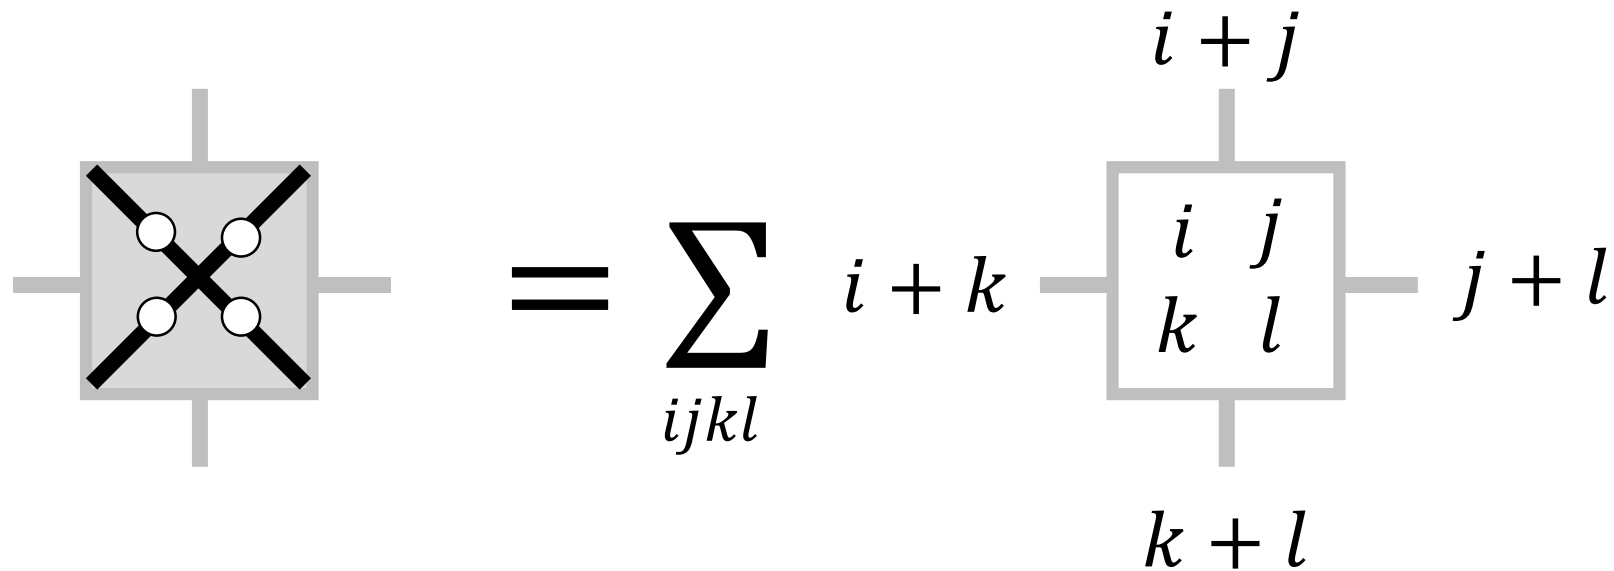 i + j
= ∑ i + k
i j
k l
j + l
ijkl
k + l